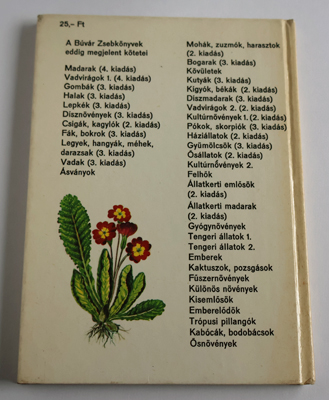 25,– Ft
A Búvár Zsebkönyvek
eddig megjelent kötetei
Madarak (4. kiadás)
Vadvirágok 1. (4. kiadás)
Gombák (3. kiadás)
Halak (3. kiadás)
Lepkék (3. kiadás)
Dísznövények (3. kiadás)
Csigák, kagylók (2. kiadás)
Fák, bokrok (3. kiadás)
Legyek, hangyák, méhek,
darazsak (3. kiadás)
Vadak (3. kiadás)
Ásványok
Mohák, zuzmók, harasztok
(2. kiadás)
Bogarak (3. kiadás)
Kövületek
Kutyák (3. kiadás)
Kígyók, békák (2. kiadás)
Díszmadarak (3. kiadás)
Vadvirágok 2. (2. kiadás)
Kultúrnövények 1. (2. kiadás)
Pókok, skorpiók (3. kiadás)
Háziállatok (2. kiadás)
Gyümölcsök (3. kiadás)
Ősállatok (2. kiadás)
Kultúrnövények 2.
Felhők
Állatkerti emlősök
(2. kiadás)
Állatkerti madarak
(2. kiadás)
Gyógynövények
Tengeri állatok 1.
Tengeri állatok 2.
Emberek
Kaktuszok, pozsgások
Fűszernövények
Különös növények
Kisemlősök
Emberelődök
Trópusi pillangók
Kabócák, bodobácsok
Ősnövények